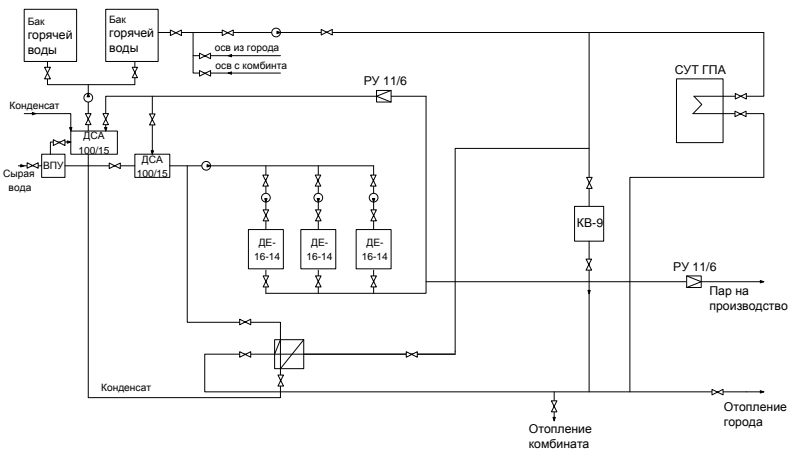 Бак
горячей
воды
Бак
горячей
воды
осв из города
осв с комбинта
РУ 11/6
СУТ ГПА
Конденсат
ДСА
100/15
ДСА
100/15
ВПУ
Сырая
вода
КВ-9
ДЕ-
16-14
ДЕ-
16-14
ДЕ-
16-14
РУ 11/6
Пар на
производство
Конденсат
Отопление
комбината
Отопление
города